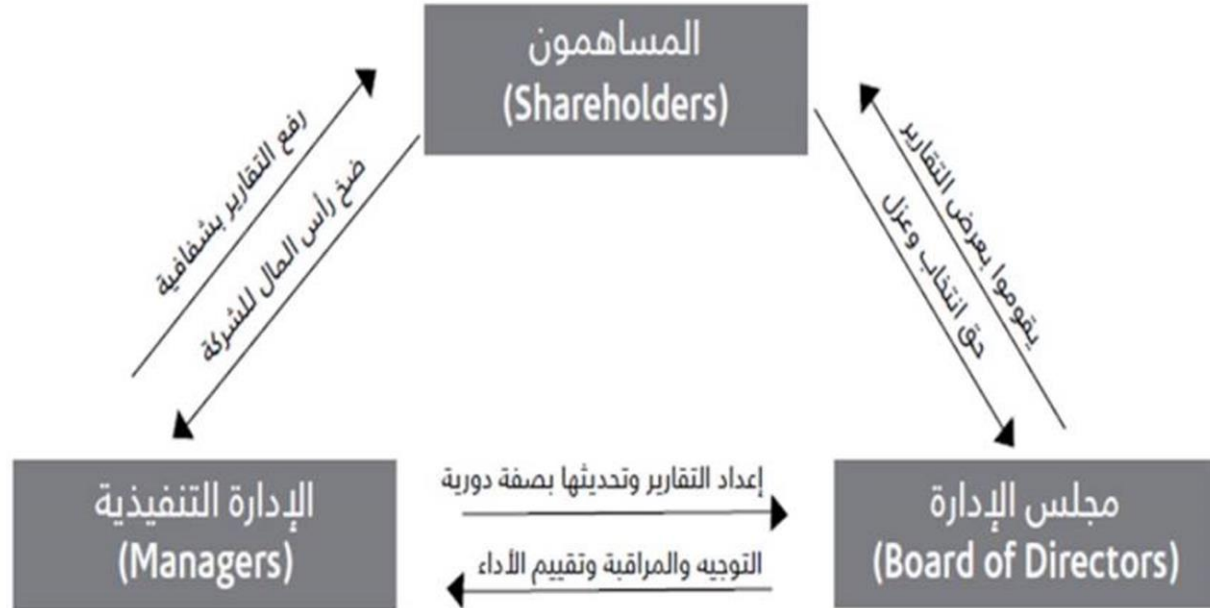 المساهمون
(Shareholders)
رفع التقارير بشفافية
ضخ رأس المال للشركة
يقوموا بعرض التقارير
حق انتخاب وعزل
الإدارة التنفيذية
(Managers)
إعداد التقارير وتحديثها بصفة دورية
التوجيه والمراقبة وتقييم الأداء
مجلس الإدارة
(Board of Directors)